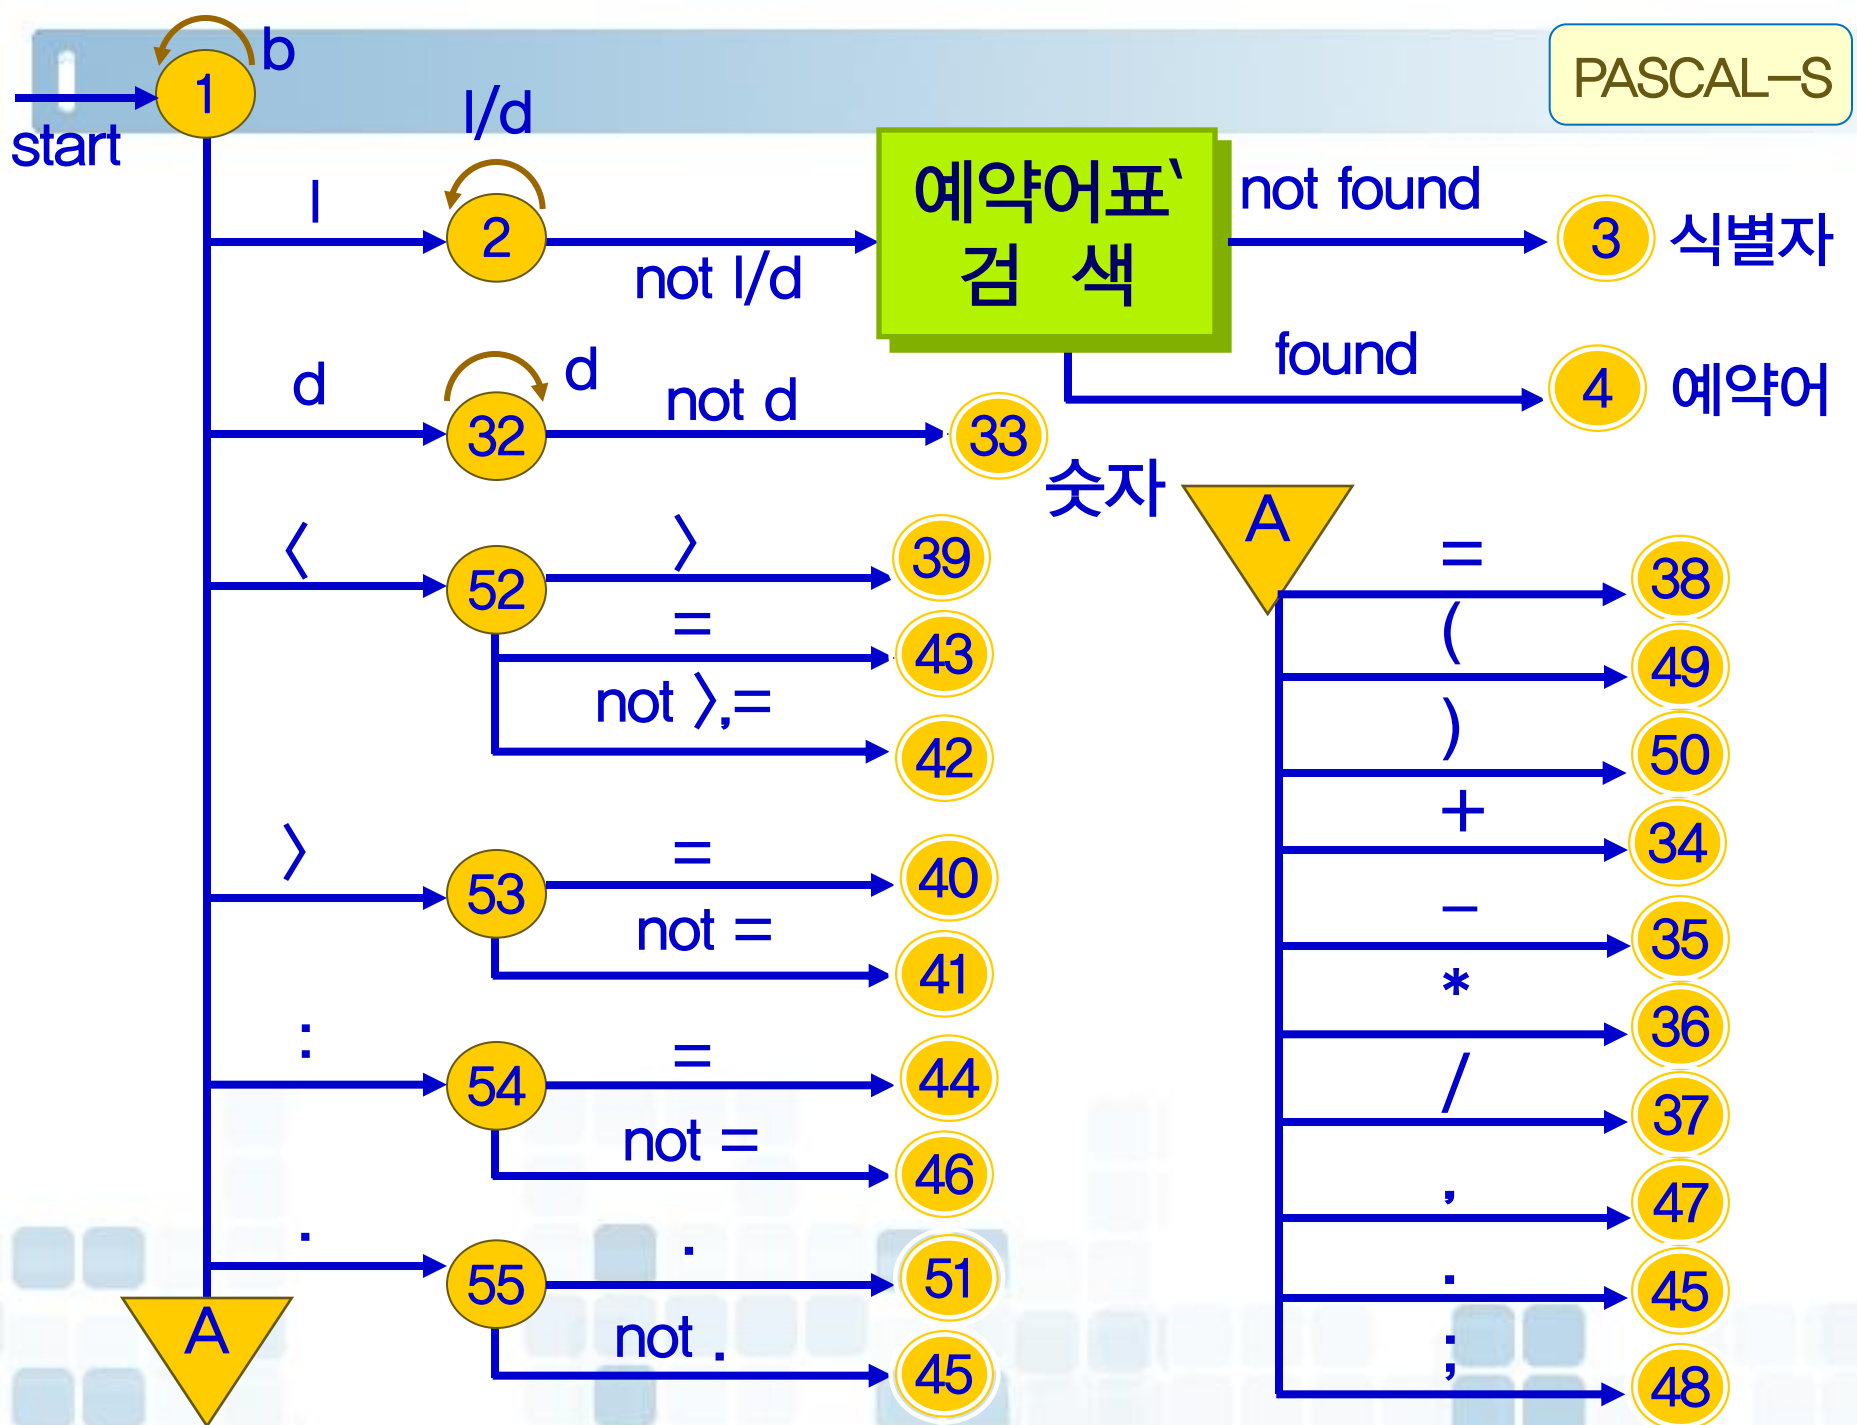 PASCAL-S
start
1
b
l
2
l/d
not l/d
예약어표`
검 색
not found
3
식별자
found
4
예약어
d
32
d
not d
33
숫자
〈
52
〉
39
=
43
not 〉,=
42
〉
53
=
40
not =
41
:
54
=
44
not =
46
.
55
.
51
not .
45
A
A
=
38
(
49
)
50
+
34
-
35
*
36
/
37
,
47
.
45
;
48